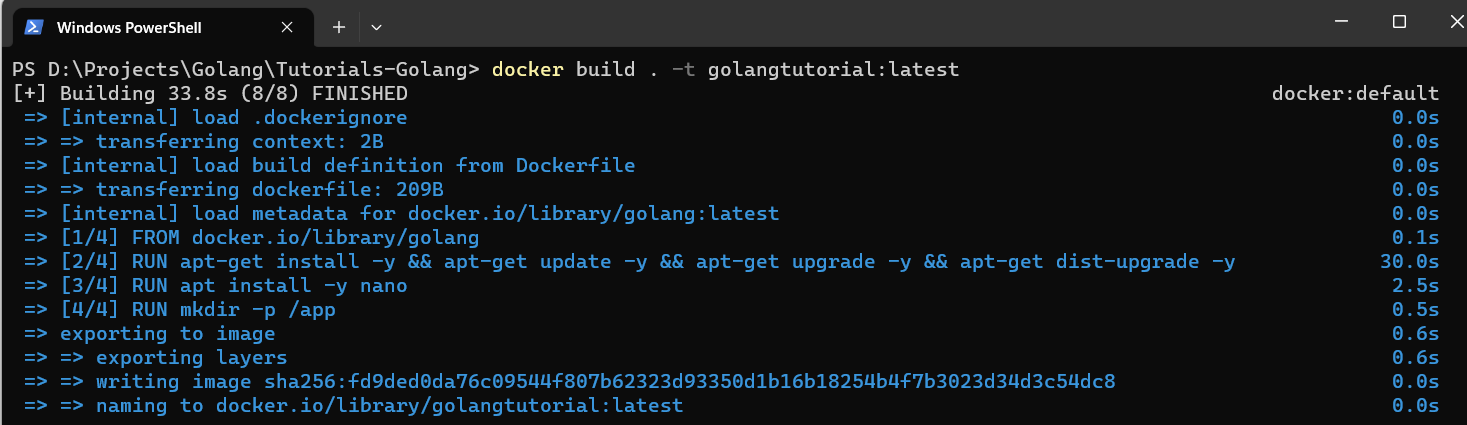 Windows PowerShell
PS D:\Projects\Golang\Tutorials-Golang> docker build . -t golangtutorial:latest
[+] Building 33.8s (8/8) FINISHED docker:default
=> [internal] load .dockerignore 0.0s
=> => transferring context: 2B 0.0s
=> [internal] load build definition from Dockerfile 0.0s
=> => transferring dockerfile: 209B 0.0s
=> [internal] load metadata for docker.io/library/golang:latest 0.0s
=> [1/4] FROM docker.io/library/golang 0.1s
=> [2/4] RUN apt-get install -y && apt-get update -y && apt-get upgrade -y && apt-get dist-upgrade -y 30.0s
=> [3/4] RUN apt install -y nano 2.5s
=> [4/4] RUN mkdir -p /app 0.5s
=> exporting to image 0.6s
=> => exporting layers 0.6s
=> => writing image sha256:fd9ded0da76c09544f807b62323d93350d1b16b18254b4f7b3023d34d3c54dc8 0.0s
=> => naming to docker.io/library/golangtutorial:latest 0.0s